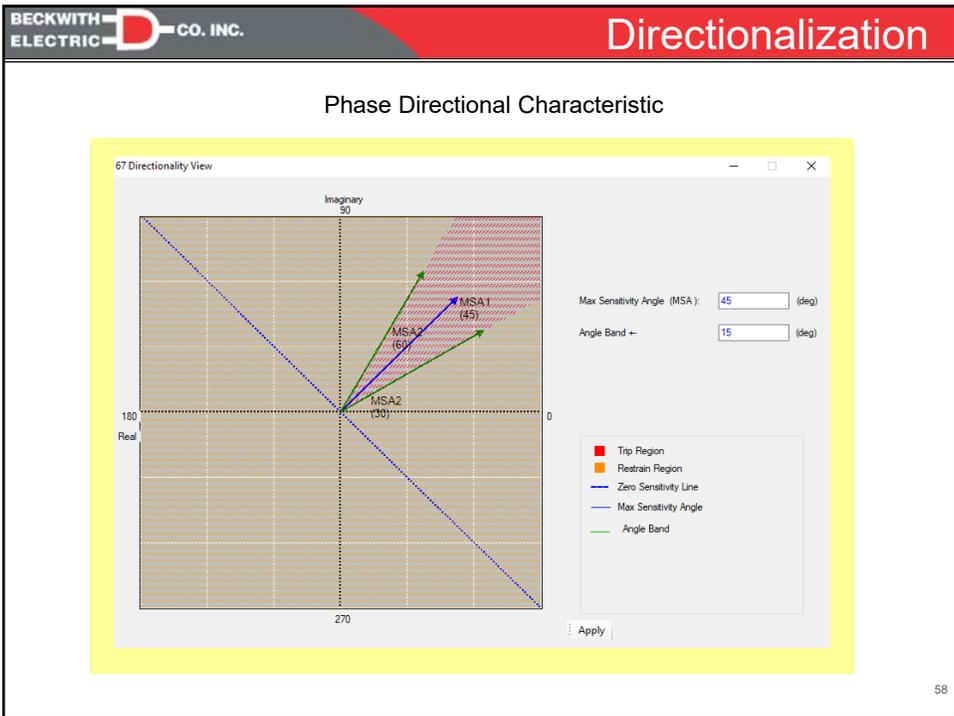 BECKWITH
ELECTRIC
CO. INC.
Directionalization
Phase Directional Characteristic
67 Directionality View
Imaginary
90
MSA1
(45)
MSA2
(60)
MSA2
(30)
180
Real
0
270
Max Sensitivity Angle (MSA ): 45 (deg)
Angle Band +- 15 (deg)
Trip Region
Restrain Region
Zero Sensitivity Line
Max Sensitivity Angle
Angle Band
Apply
58